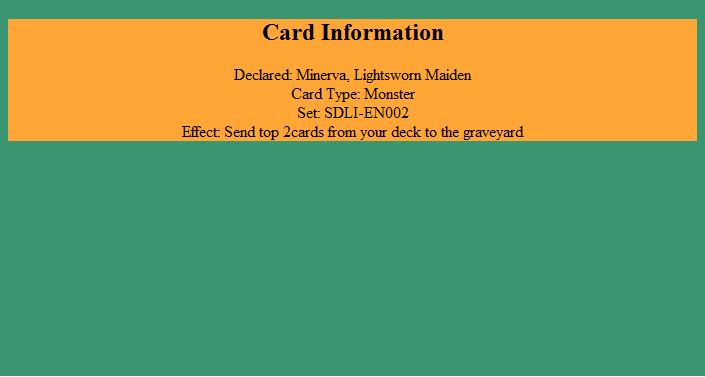 Card Information
Declared: Minerva, Lightsworn Maiden
Card Type: Monster
Set: SDLI-EN002
Effect: Send top 2cards from your deck to the graveyard